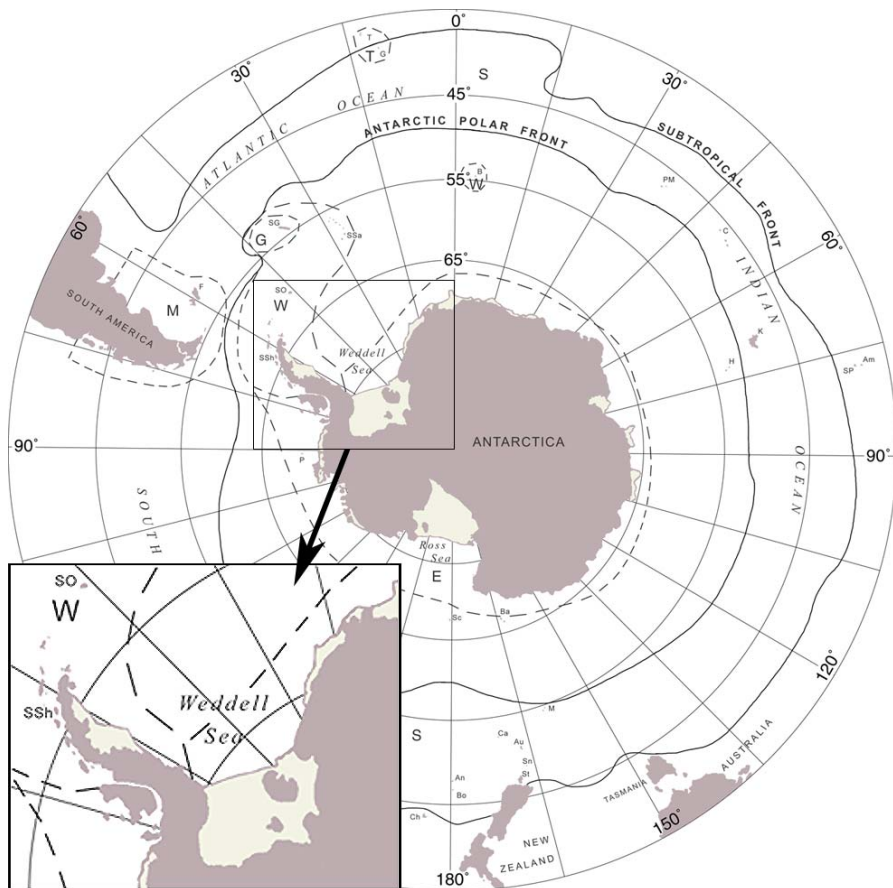 0°
T
T G
S
30°
30°
45°
ATLANTIC OCEAN
ANTARCTIC POLAR FRONT
SUBTROPICAL FRONT
55°
B
W
PM
SG
G
SSa
C
60°
60°
65°
INDIAN
OCEAN
F
M
SOUTH AMERICA
SO
W
K
SSh
Weddell
Sea
H
SP
Am
90°
ANTARCTICA
90°
P
SOUTH
Ross
Sea
E
SO
W
Sc
Ba
Weddell
Sea
SSh
120°
M
S
Ca
Au
Sn
St
An
Bo
Ch
TASMANIA
AUSTRALIA
150°
NEW
ZEALAND
180°